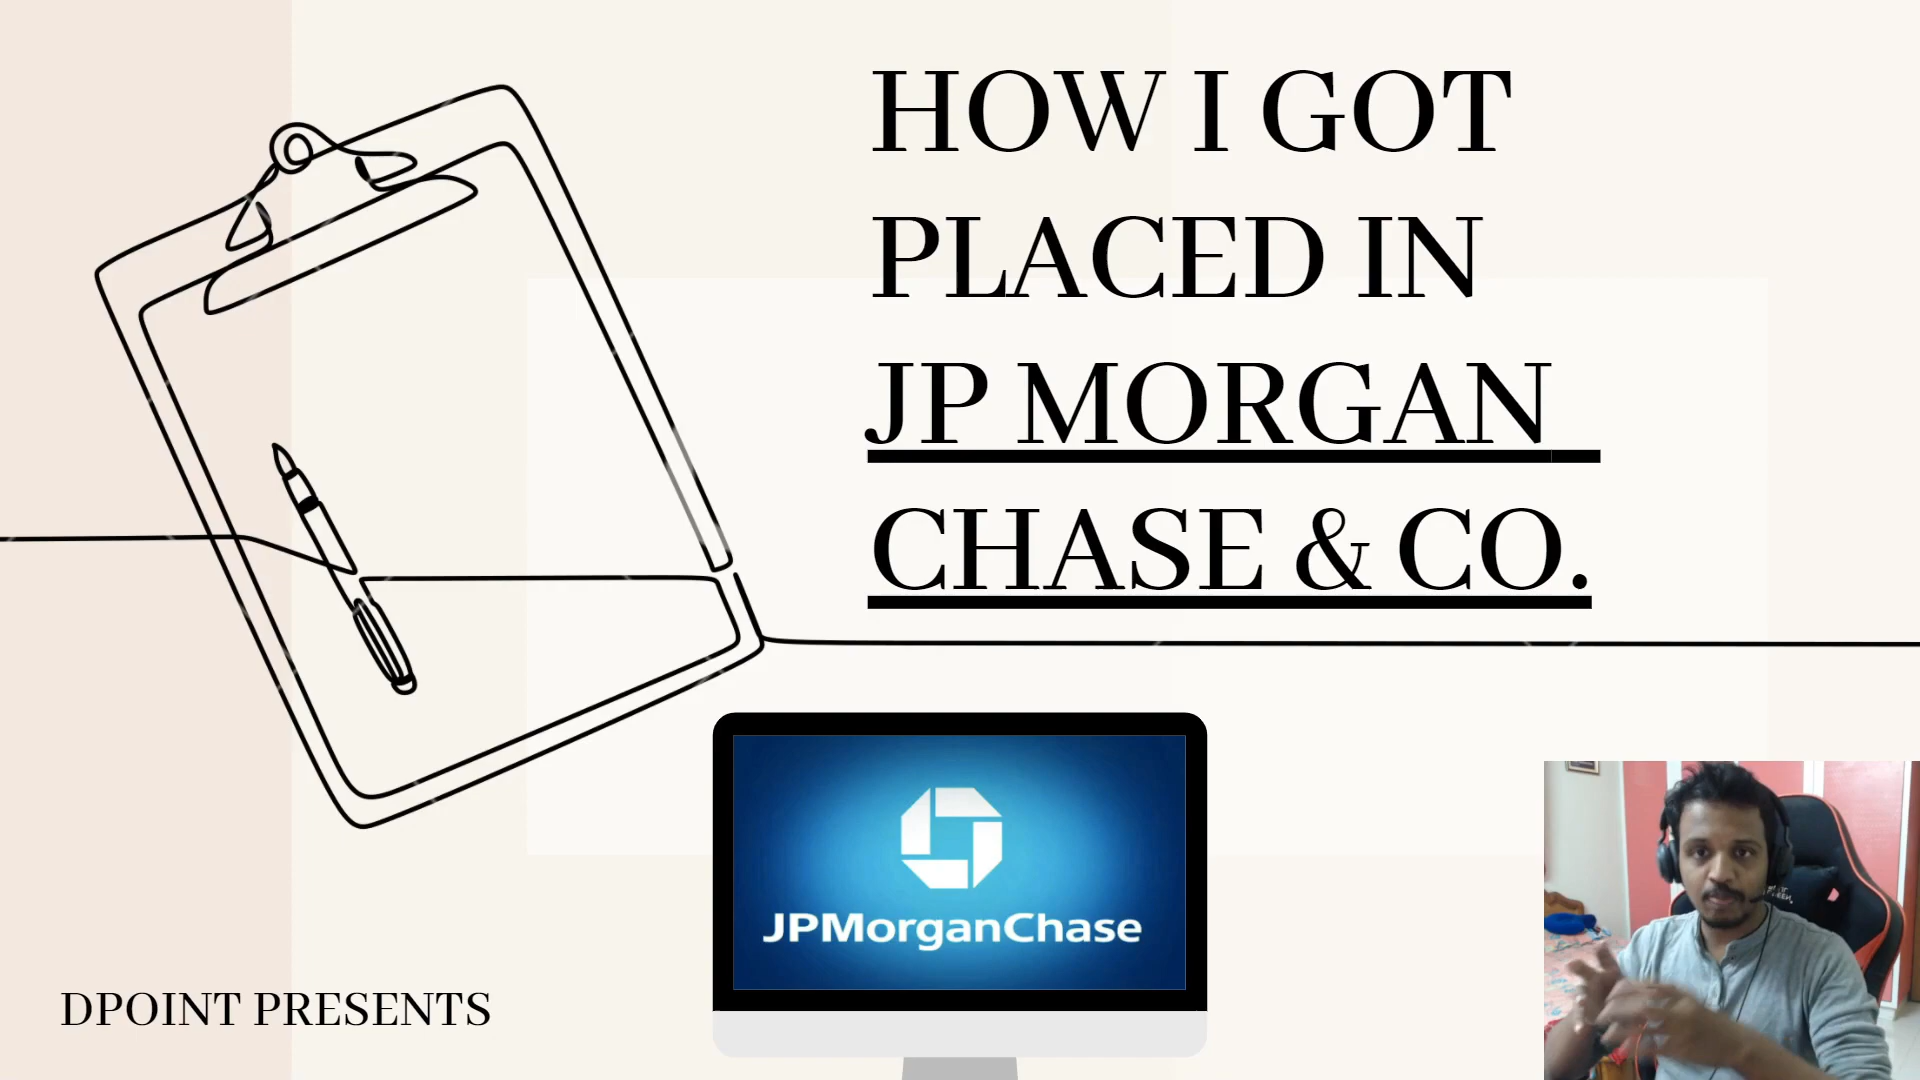 HOW I GOT
PLACED IN
JP MORGAN
CHASE & CO.
JPMorganChase
DPOINT PRESENTS